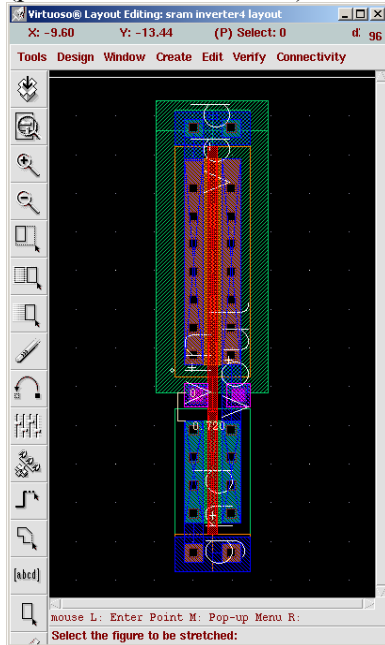 Virtuoso® Layout Editing: sram inverter4 layout
X: -9.60 Y: -13.44 (P) Select: 0 d: 96
Tools Design Window Create Edit Verify Connectivity
0.720
[abcd]
mouse L: Enter Point M: Pop-up Menu R:
Select the figure to be stretched: